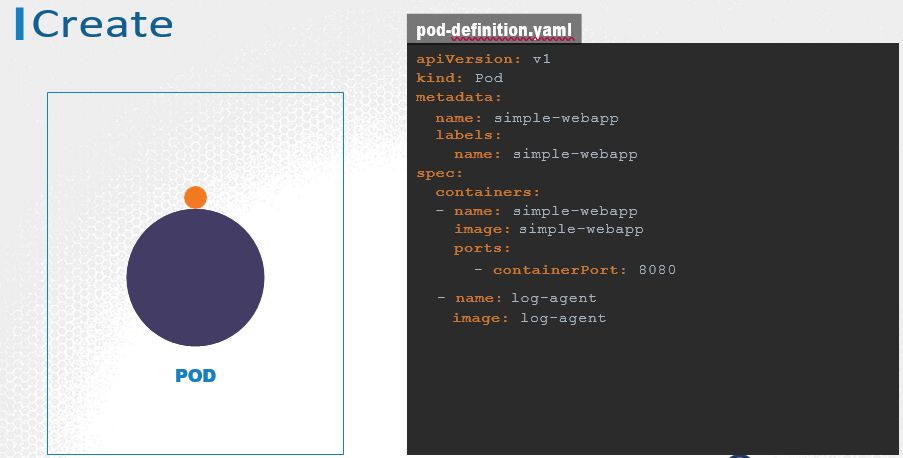 Create
pod-definition.yaml
apiVersion: v1
kind: Pod
metadata:
  name: simple-webapp
  labels:
    name: simple-webapp
spec:
  containers:
  - name: simple-webapp
    image: simple-webapp
    ports:
      - containerPort: 8080
  - name: log-agent
    image: log-agent
POD